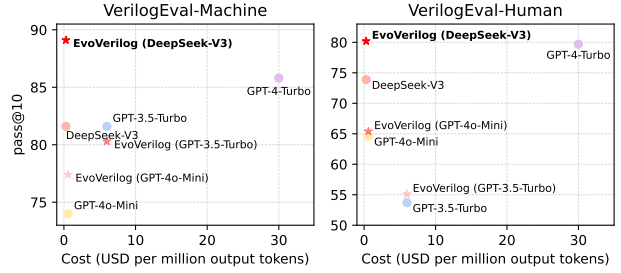 VerilogEval-Machine
90
85
80
75
pass@10
EvoVerilog (DeepSeek-V3)
GPT-4-Turbo
GPT-3.5-Turbo
DeepSeek-V3
EvoVerilog (GPT-3.5-Turbo)
EvoVerilog (GPT-4o-Mini)
GPT-4o-Mini
0 10 20 30
Cost (USD per million output tokens)
VerilogEval-Human
80
75
70
65
60
55
50
EvoVerilog (DeepSeek-V3)
GPT-4-Turbo
DeepSeek-V3
EvoVerilog (GPT-4o-Mini)
GPT-4o-Mini
EvoVerilog (GPT-3.5-Turbo)
GPT-3.5-Turbo
0 10 20 30
Cost (USD per million output tokens)